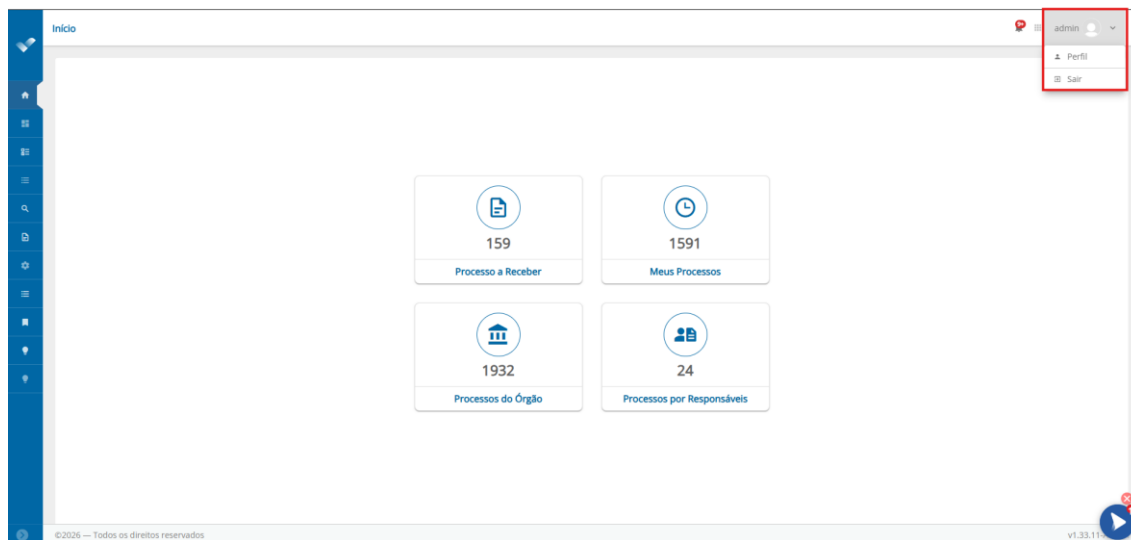 Início
9+
admin
Perfil
Sair
159
Processo a Receber
1591
Meus Processos
1932
Processos do Órgão
24
Processos por Responsáveis
©2026 — Todos os direitos reservados